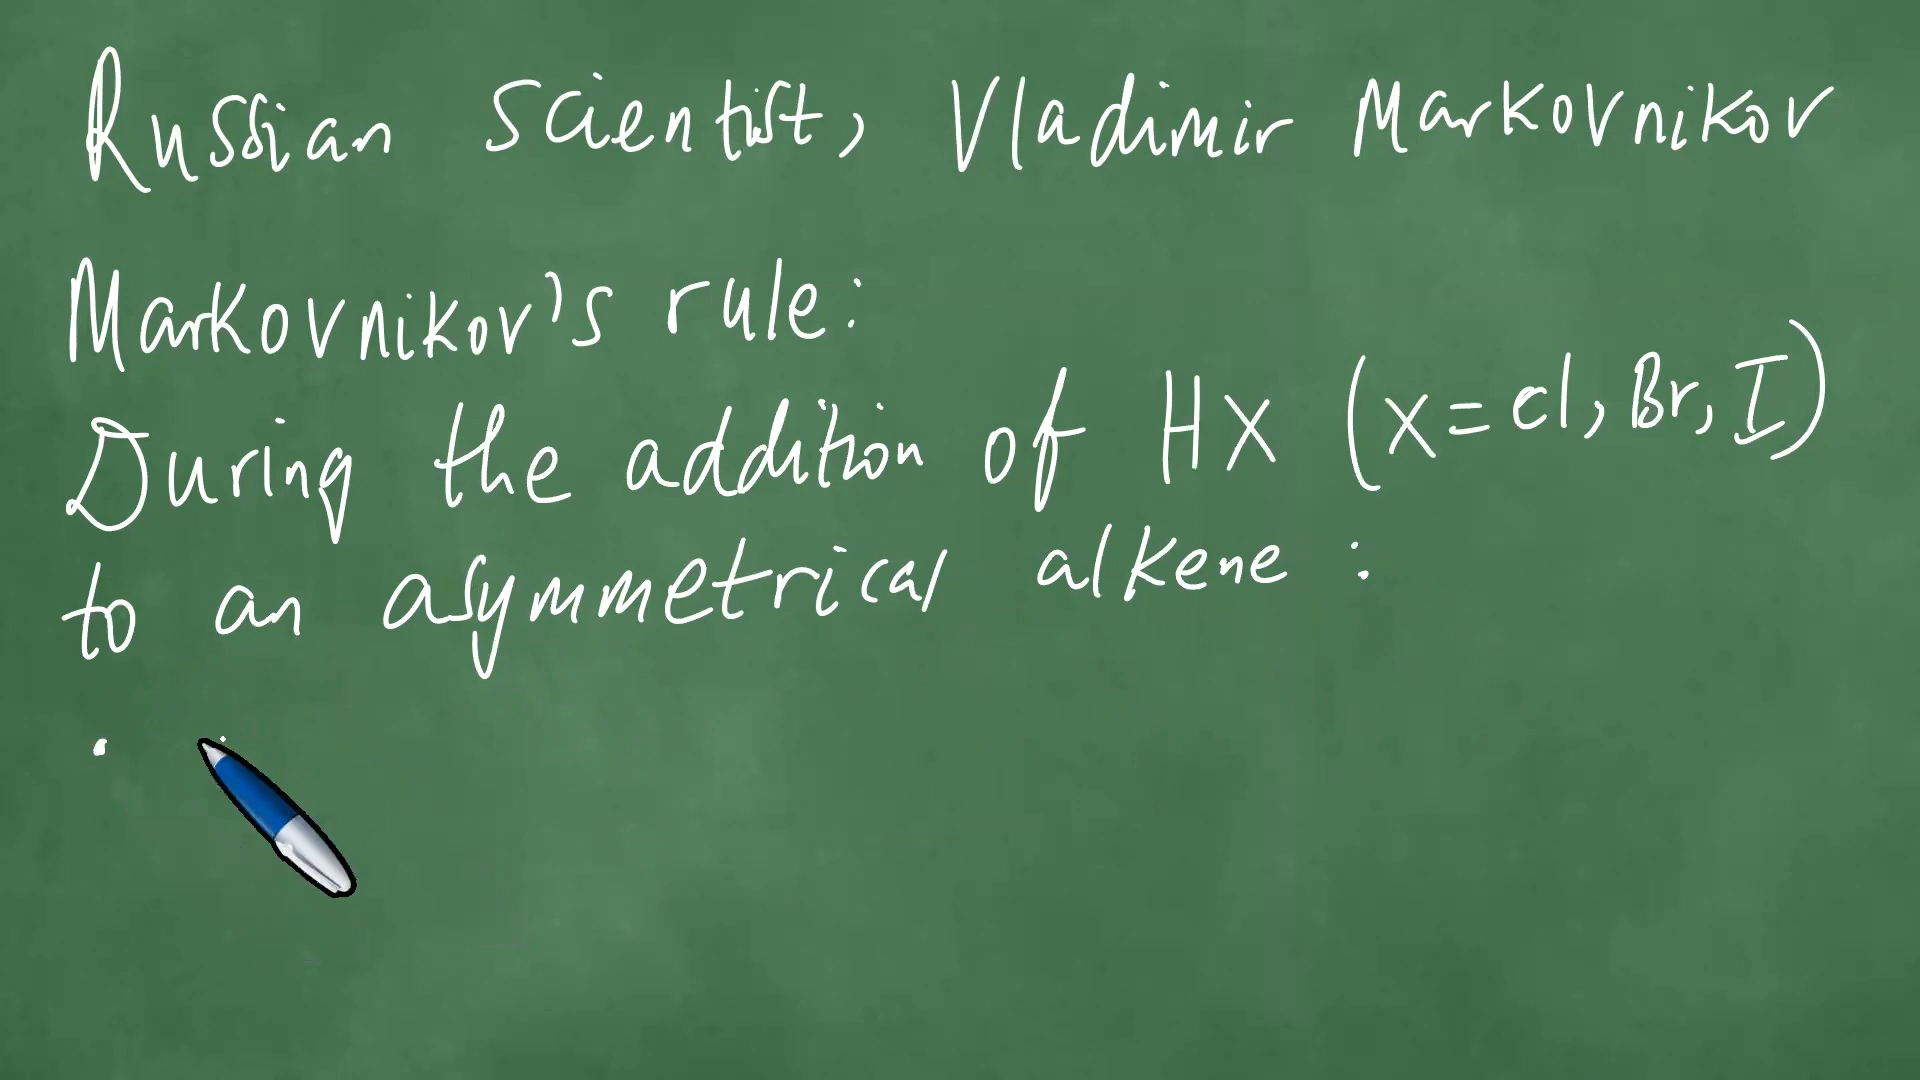 Russian Scientist, Vladimir Markovnikov
Markovnikov's rule:
During the addition of HX (X=Cl, Br, I)
to an asymmetrical alkene :
•